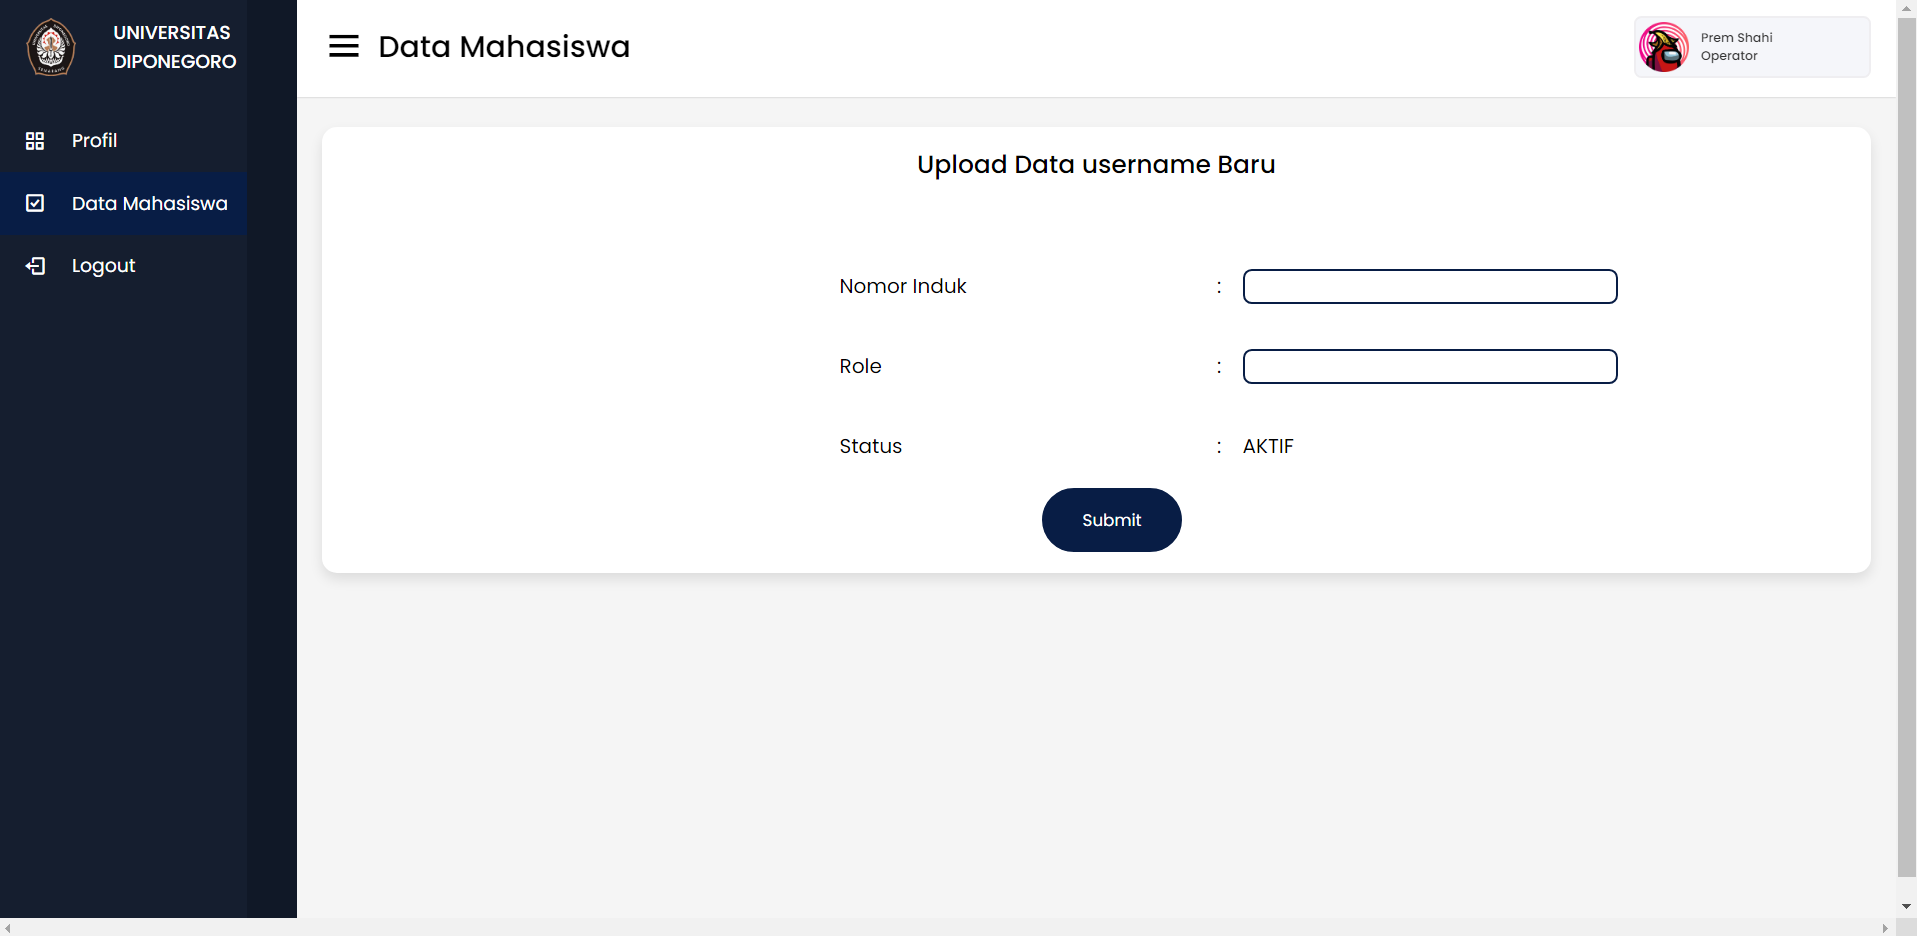 UNIVERSITAS
DIPONEGORO
Profil
Data Mahasiswa
Logout
Data Mahasiswa
Prem Shahi
Operator
Upload Data username Baru
Nomor Induk :
Role :
Status : AKTIF
Submit